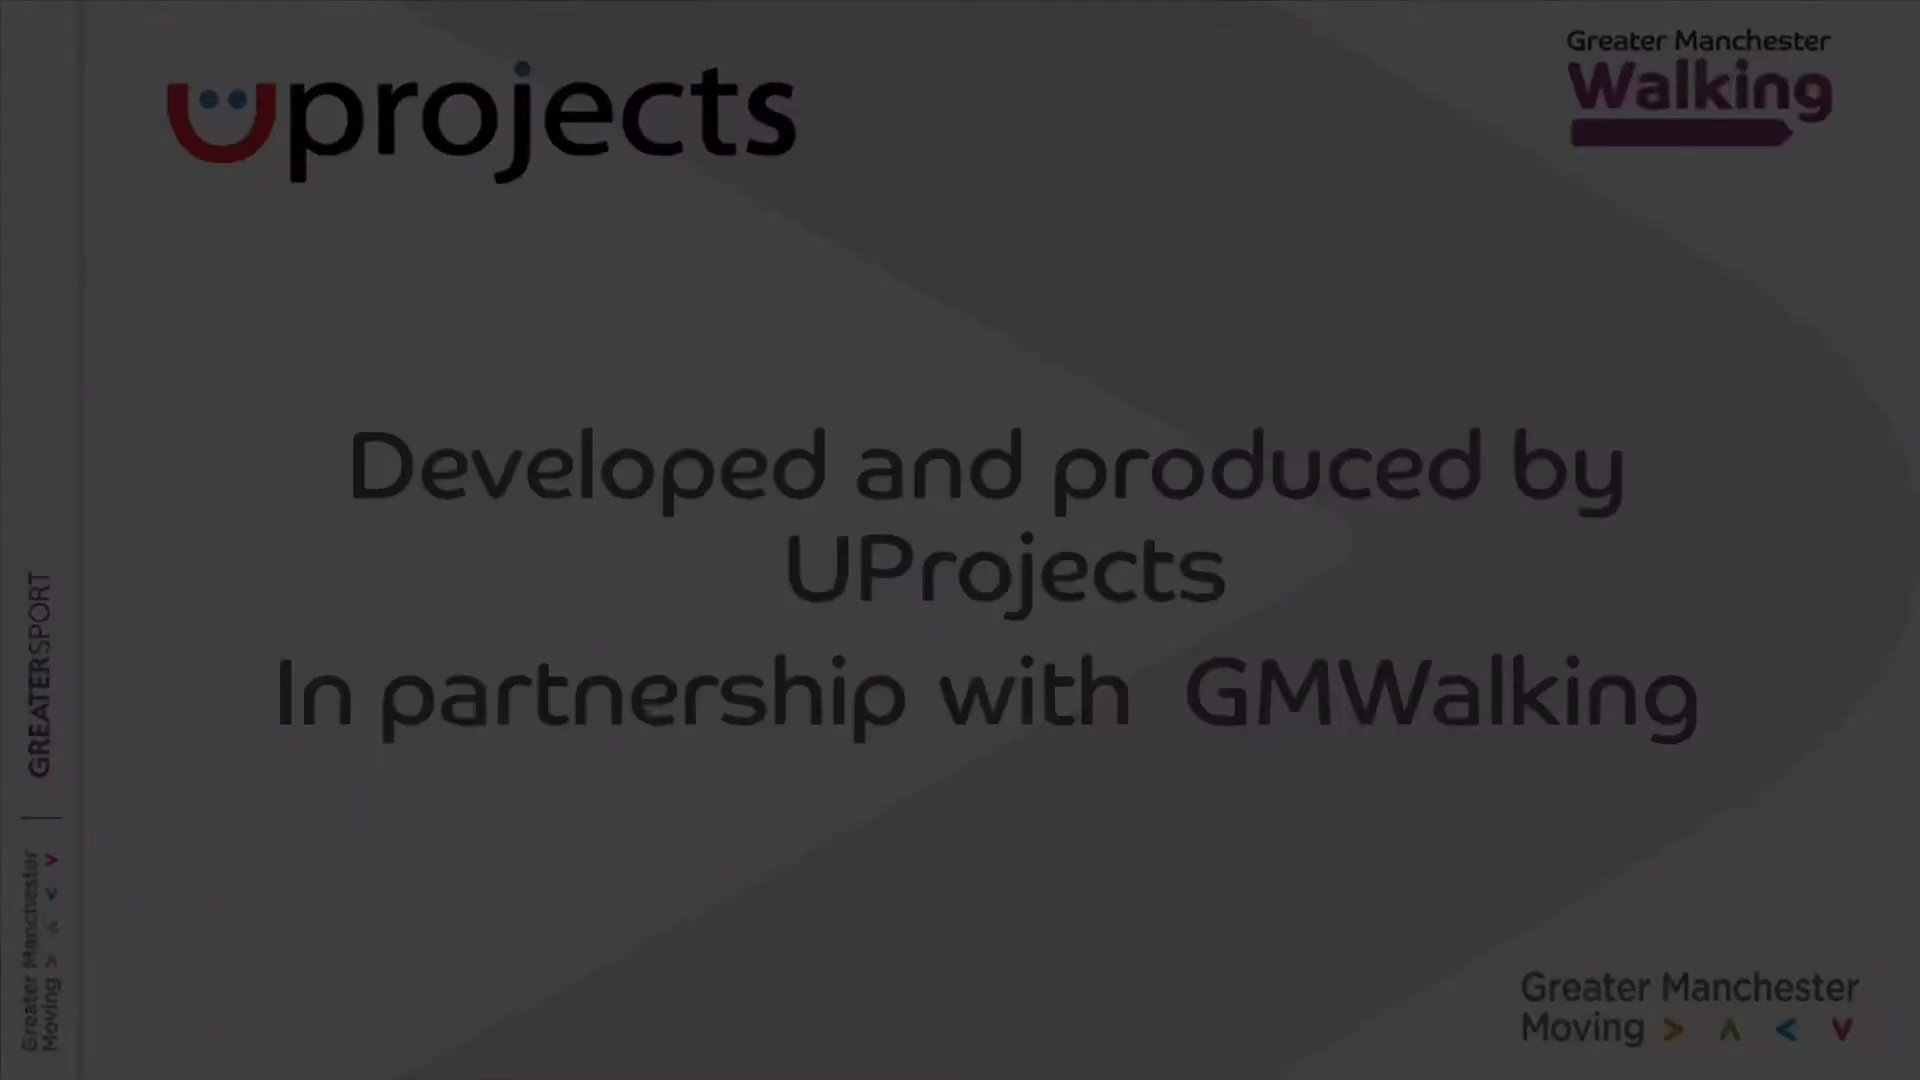 uprojects
Greater Manchester
Walking
Developed and produced by
UProjects
In partnership with GMWalking
GREATERSPORT
Greater Manchester
Moving > < < v
Greater Manchester
Moving > ʌ < v